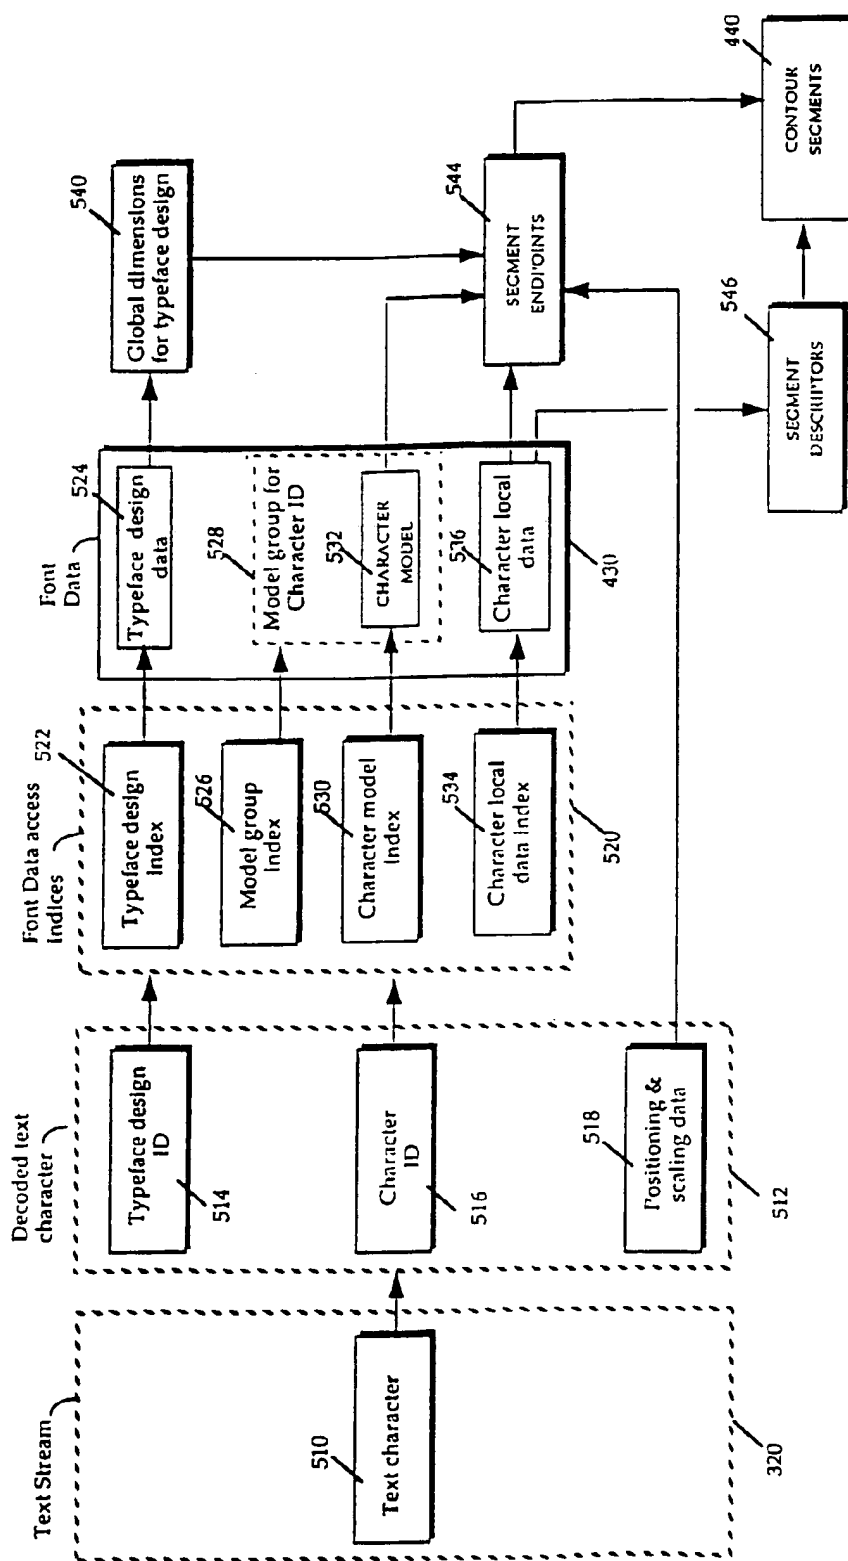 Text Stream
510
Text character
320
Decoded text
character
Typeface design
ID
514
Character
ID
516
518
Positioning &
scaling data
512
Font Data access
indices
522
Typeface design
Index
526
Model group
Index
530
Character model
Index
534
Character local
data Index
520
Font
Data
524
Typeface design
data
528
Model group for
Character ID
532
CHARACTER
MODEL
536
Character local
data
430
540
Global dimensions
for typeface design
544
SEGMENT
ENDPOINTS
546
SEGMENT
DESCRIPTORS
440
CONTOUR
SEGMENTS